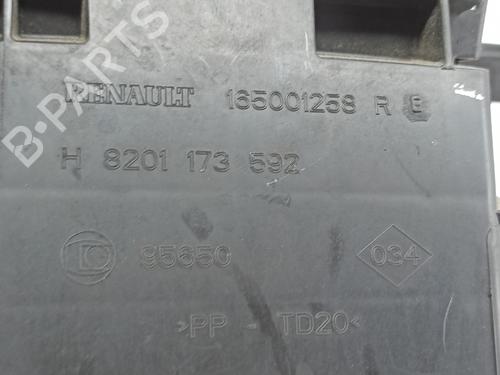 B-PARTS
RENAULT 165001258 R E
H 8201 173 592
95650 034
>PP - TD20<